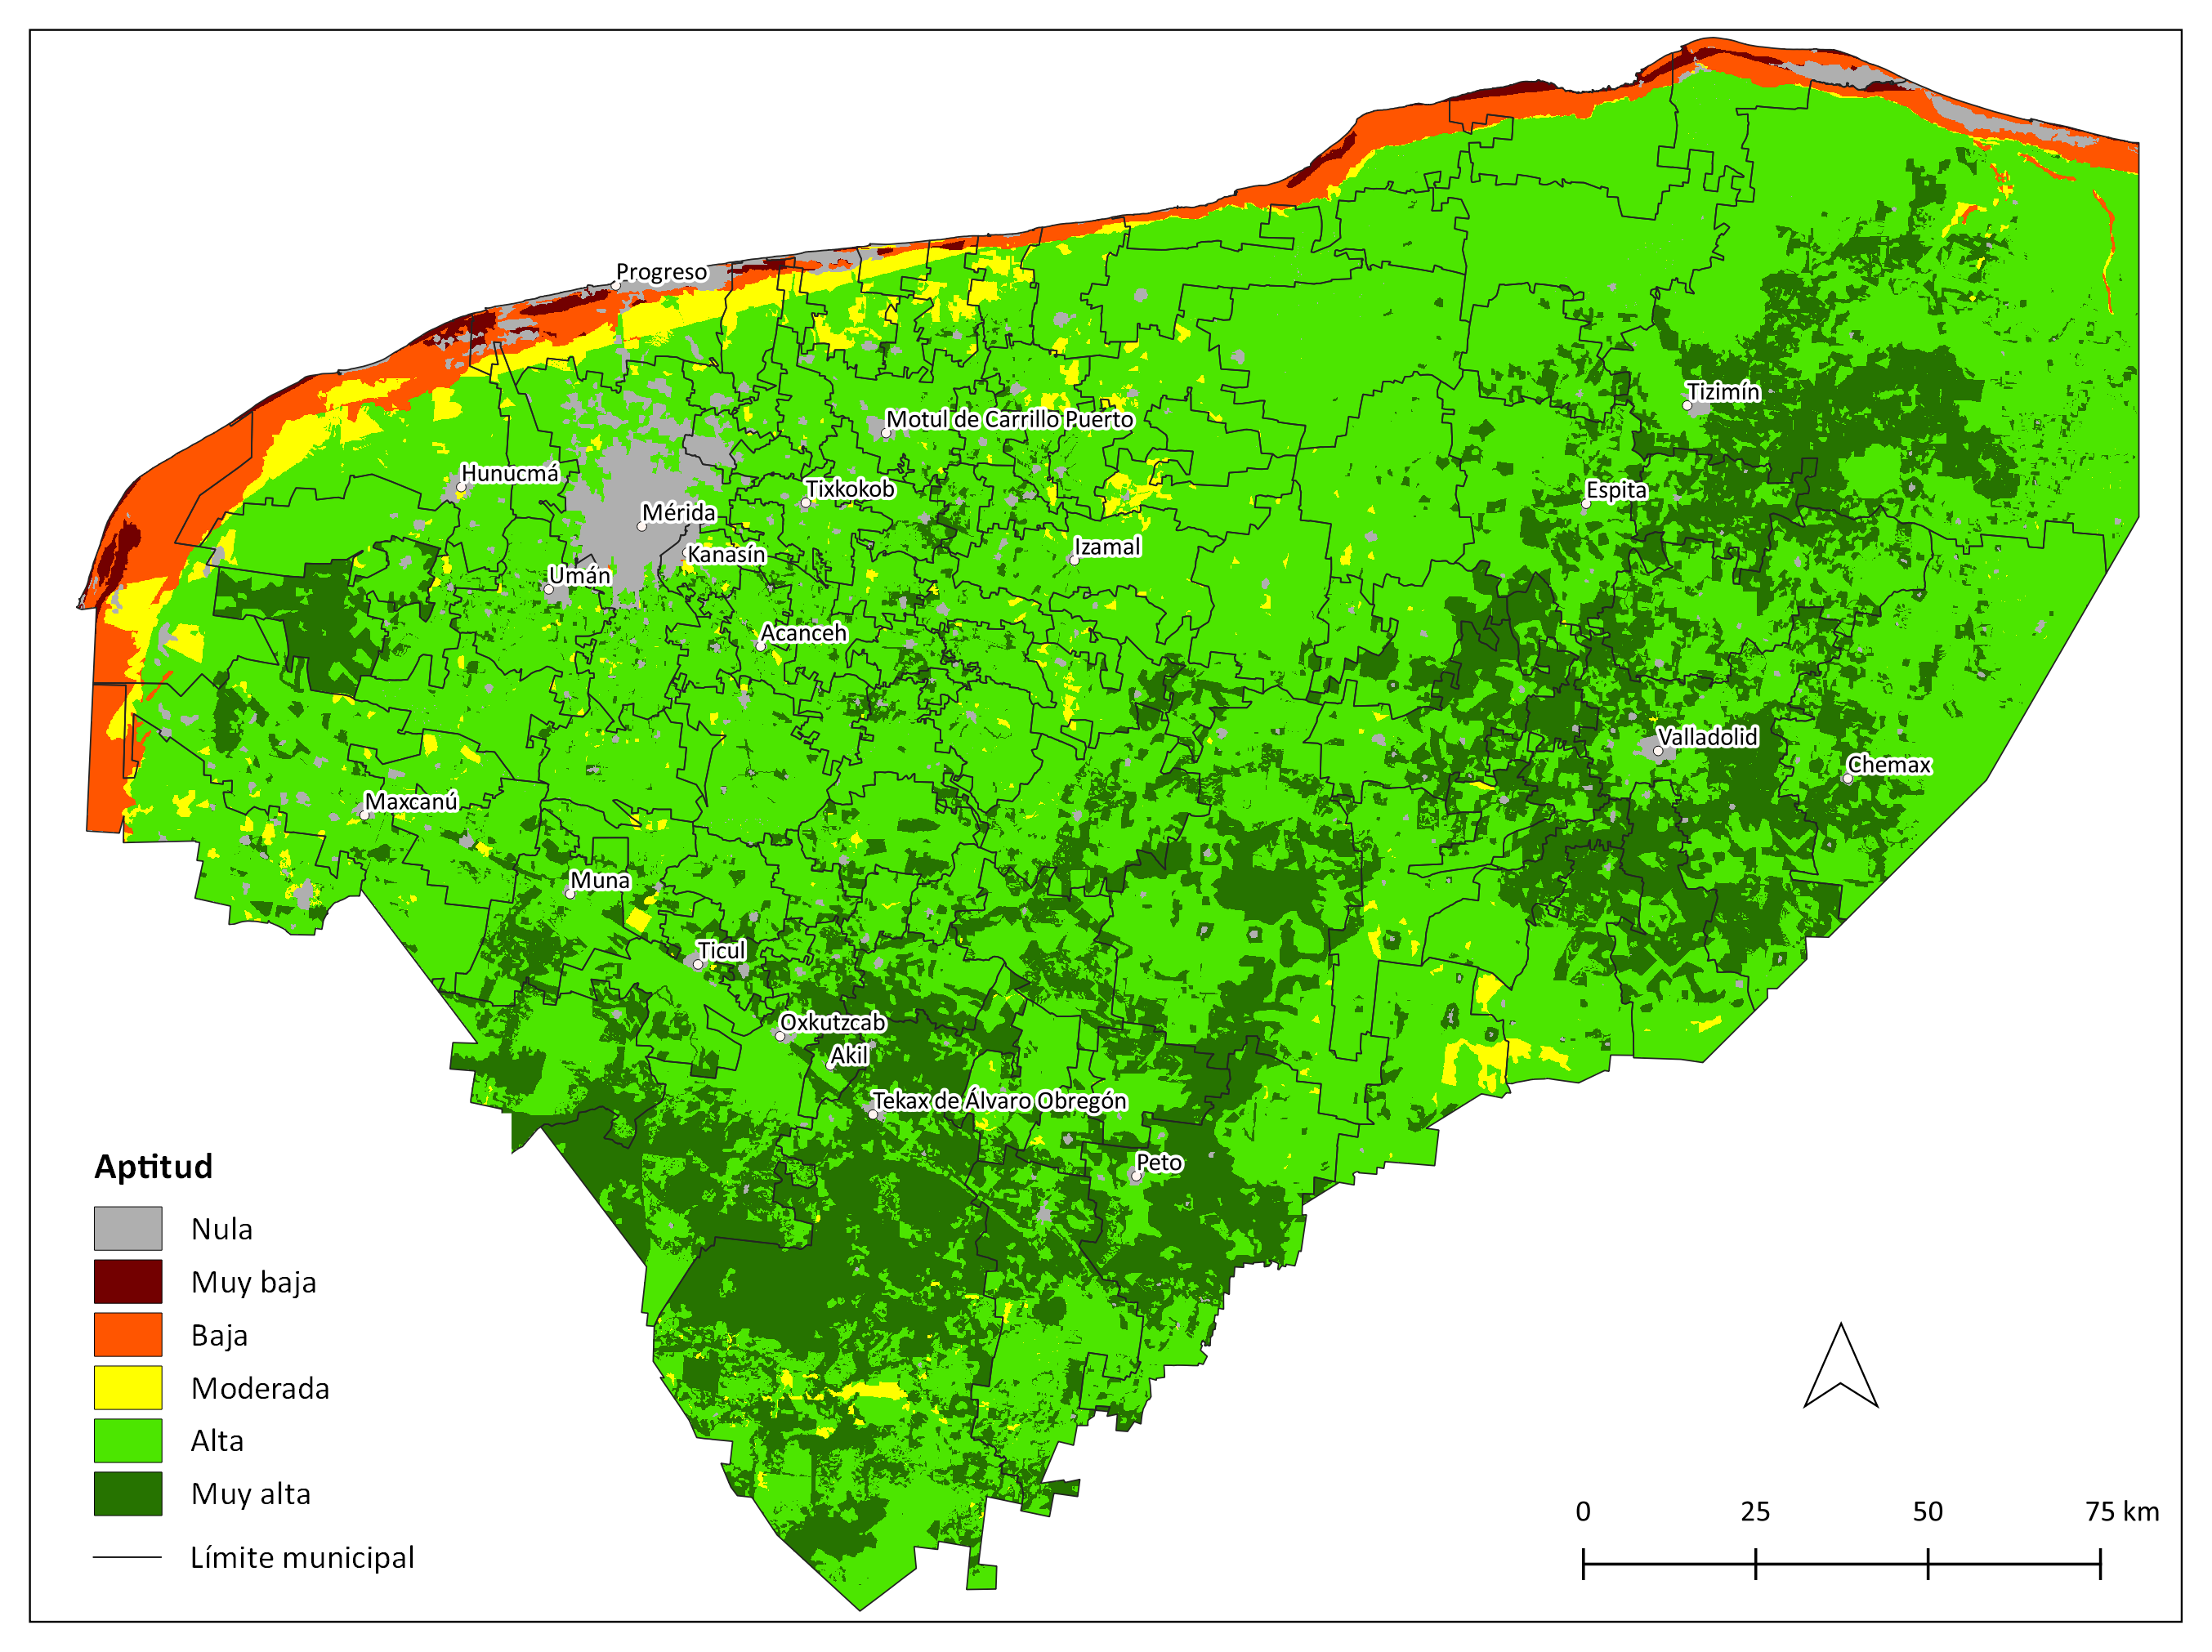 Progreso
Tizimín
Motul de Carrillo Puerto
Hunucmá
Tixkokob
Espita
Mérida
Kanasín
Izamal
Umán
Acanceh
Valladolid
Chemax
Maxcanú
Muna
Ticul
Oxkutzcab
Akil
Tekax de Álvaro Obregón
Peto
Aptitud
Nula
Muy baja
Baja
Moderada
Alta
Muy alta
Límite municipal
0 25 50 75 km